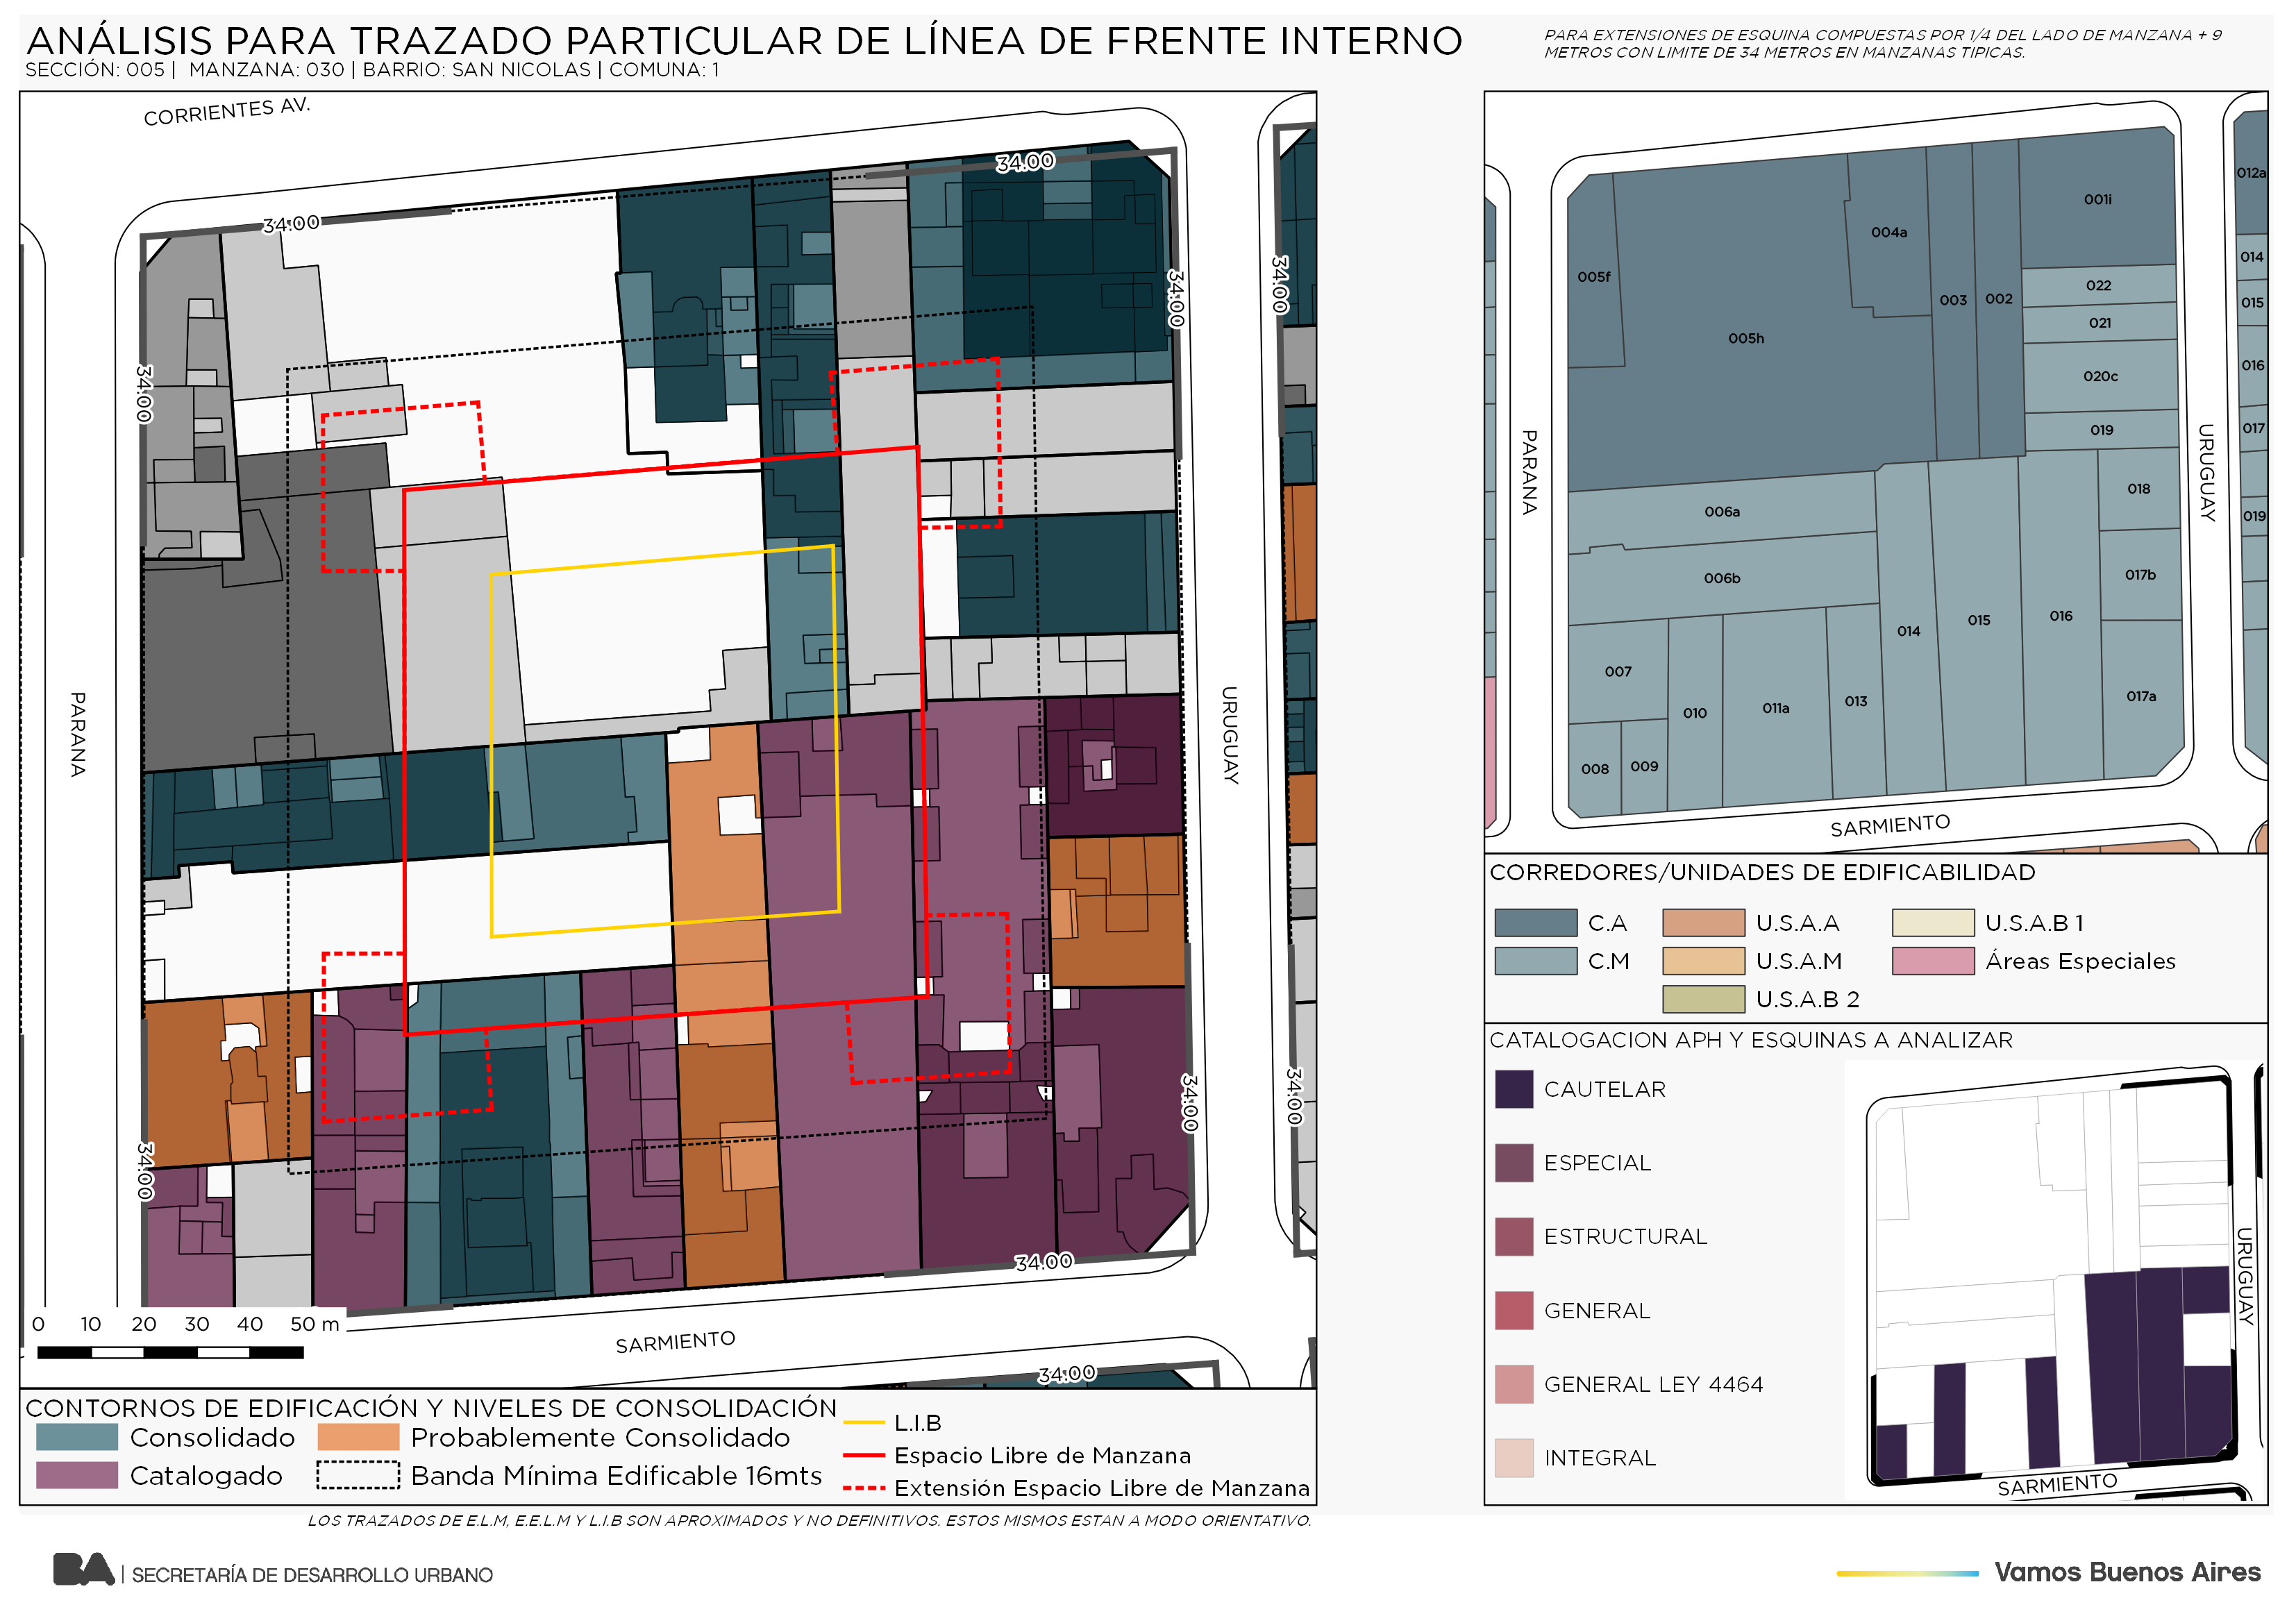 ANÁLISIS PARA TRAZADO PARTICULAR DE LÍNEA DE FRENTE INTERNO
SECCIÓN: 005 | MANZANA: 030 | BARRIO: SAN NICOLAS | COMUNA: 1
PARA EXTENSIONES DE ESQUINA COMPUESTAS POR 1/4 DEL LADO DE MANZANA + 9
METROS CON LIMITE DE 34 METROS EN MANZANAS TIPICAS.
CORRIENTES AV.
34.00
34.00
34.00
34.00
34.00
PARANA
URUGUAY
34.00
34.00
34.00
34.00
SARMIENTO
34.00
0 10 20 30 40 50 m
CONTORNOS DE EDIFICACIÓN Y NIVELES DE CONSOLIDACIÓN
Consolidado
Probablemente Consolidado
Catalogado
Banda Mínima Edificable 16mts
L.I.B
Espacio Libre de Manzana
Extensión Espacio Libre de Manzana
LOS TRAZADOS DE E.L.M, E.E.L.M Y L.I.B SON APROXIMADOS Y NO DEFINITIVOS. ESTOS MISMOS ESTAN A MODO ORIENTATIVO.
012a
001i
004a
014
005f
022
003
002
015
021
005h
016
020c
019
017
PARANA
URUGUAY
018
006a
019
006b
017b
016
015
014
007
017a
013
011a
010
008
009
SARMIENTO
CORREDORES/UNIDADES DE EDIFICABILIDAD
C.A
U.S.A.A
U.S.A.B 1
C.M
U.S.A.M
Áreas Especiales
U.S.A.B 2
CATALOGACION APH Y ESQUINAS A ANALIZAR
CAUTELAR
ESPECIAL
ESTRUCTURAL
GENERAL
GENERAL LEY 4464
INTEGRAL
URUGUAY
SARMIENTO
BA | SECRETARÍA DE DESARROLLO URBANO
Vamos Buenos Aires